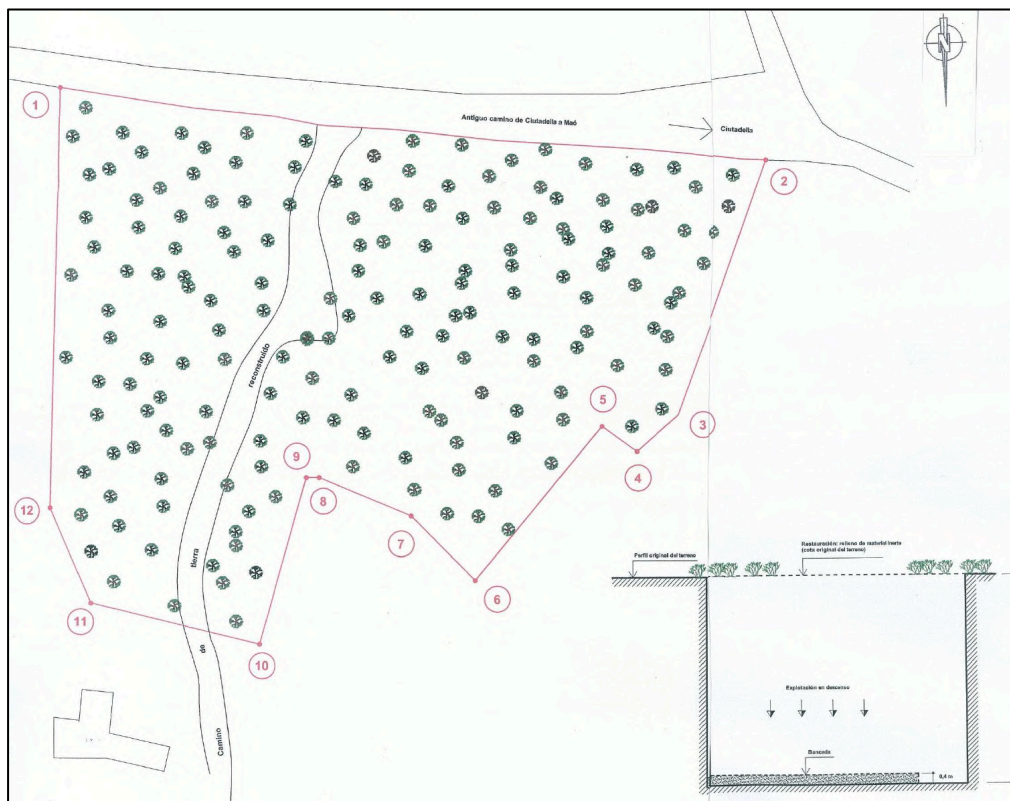 N
Antiguo camino de Ciutadella a Maó
Ciutadella
1
2
reconstruido
5
3
4
9
8
12
7
tierra
6
11
10
de
Camino
Perfil original del terreno
Restauración: relleno de material inerte
(cota original del terreno)
Explotación en descenso
Bancada
0,4 m